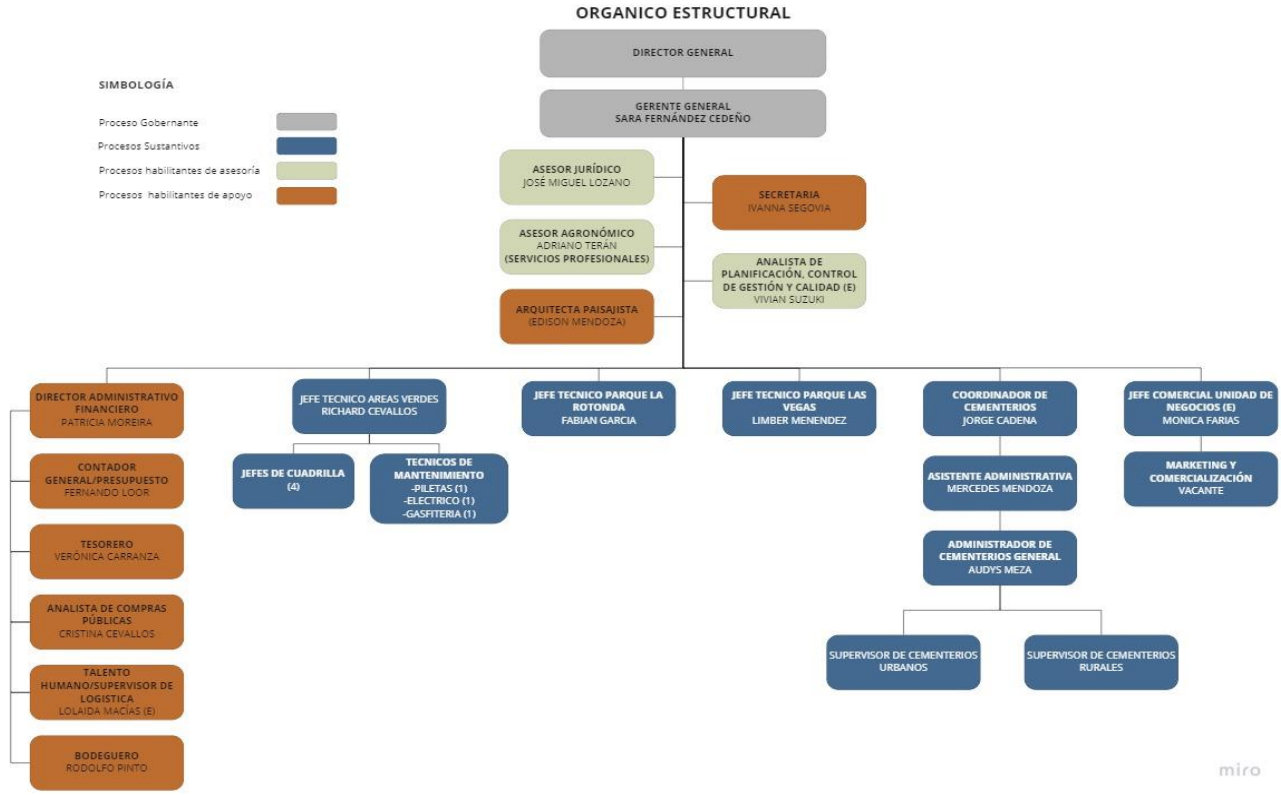 ORGANICO ESTRUCTURAL
DIRECTOR GENERAL
GERENTE GENERAL
SARA FERNÁNDEZ CEDEÑO
SIMBOLOGÍA
Proceso Gobernante
Procesos Sustantivos
Procesos habilitantes de asesoría
Procesos habilitantes de apoyo
ASESOR JURÍDICO
JOSÉ MIGUEL LOZANO
SECRETARIA
IVANNA SEGOVIA
ASESOR AGRONÓMICO
ADRIANO TERÁN
(SERVICIOS PROFESIONALES)
ANALISTA DE
PLANIFICACIÓN, CONTROL
DE GESTIÓN Y CALIDAD (E)
VIVIAN SUZUKI
ARQUITECTA PAISAJISTA
(EDISON MENDOZA)
DIRECTOR ADMINISTRATIVO
FINANCIERO
PATRICIA MOREIRA
CONTADOR
GENERAL/PRESUPUESTO
FERNANDO LOOR
TESORERO
VERÓNICA CARRANZA
ANALISTA DE COMPRAS
PÚBLICAS
CRISTINA CEVALLOS
TALENTO
HUMANO/SUPERVISOR DE
LOGISTICA
LOLAIDA MACÍAS (E)
BODEGUERO
RODOLFO PINTO
JEFE TECNICO AREAS VERDES
RICHARD CEVALLOS
JEFES DE CUADRILLA
(4)
TECNICOS DE
MANTENIMIENTO
-PILETAS (1)
-ELECTRICO (1)
-GASFITERIA (1)
JEFE TECNICO PARQUE LA
ROTONDA
FABIAN GARCIA
JEFE TECNICO PARQUE LAS
VEGAS
LIMBER MENENDEZ
COORDINADOR DE
CEMENTERIOS
JORGE CADENA
ASISTENTE ADMINISTRATIVA
MERCEDES MENDOZA
ADMINISTRADOR DE
CEMENTERIOS GENERAL
AUDYS MEZA
SUPERVISOR DE CEMENTERIOS
URBANOS
SUPERVISOR DE CEMENTERIOS
RURALES
JEFE COMERCIAL UNIDAD DE
NEGOCIOS (E)
MONICA FARIAS
MARKETING Y
COMERCIALIZACIÓN
VACANTE
miro